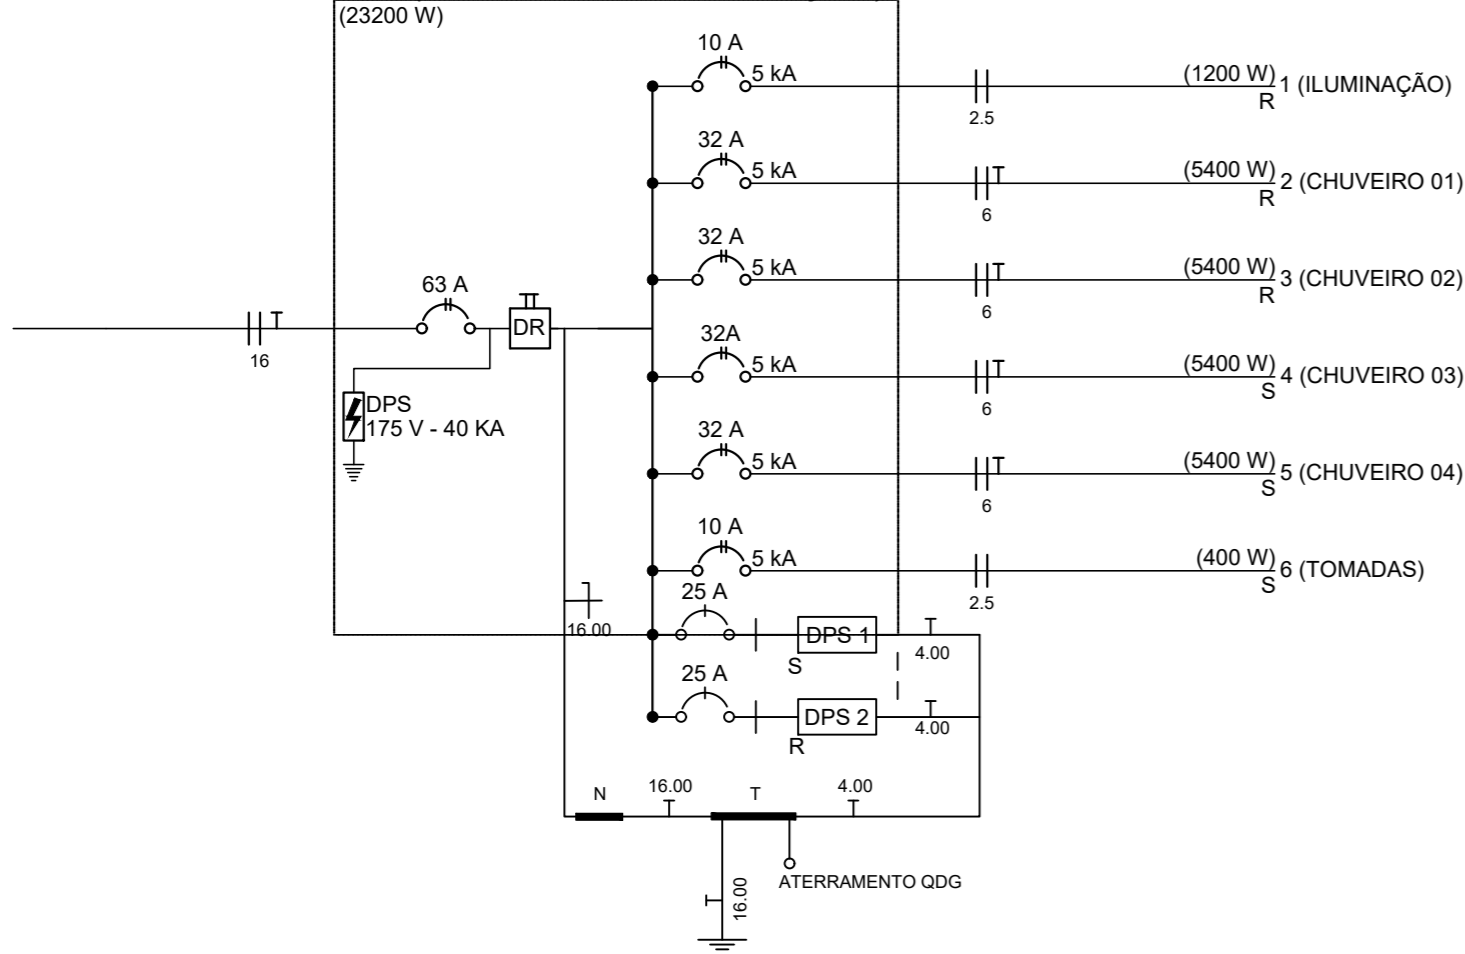 (23200 W)
10 A
5 kA
2.5
(1200 W)
R
1 (ILUMINAÇÃO)
32 A
5 kA
6
(5400 W)
R
2 (CHUVEIRO 01)
32 A
5 kA
6
(5400 W)
R
3 (CHUVEIRO 02)
63 A
DR
16
32A
5 kA
6
(5400 W)
S
4 (CHUVEIRO 03)
DPS
175 V - 40 KA
32 A
5 kA
6
(5400 W)
S
5 (CHUVEIRO 04)
10 A
5 kA
2.5
(400 W)
S
6 (TOMADAS)
25 A
16.00
DPS 1
S
4.00
25 A
DPS 2
R
4.00
N
16.00
T
4.00
ATERRAMENTO QDG
16.00